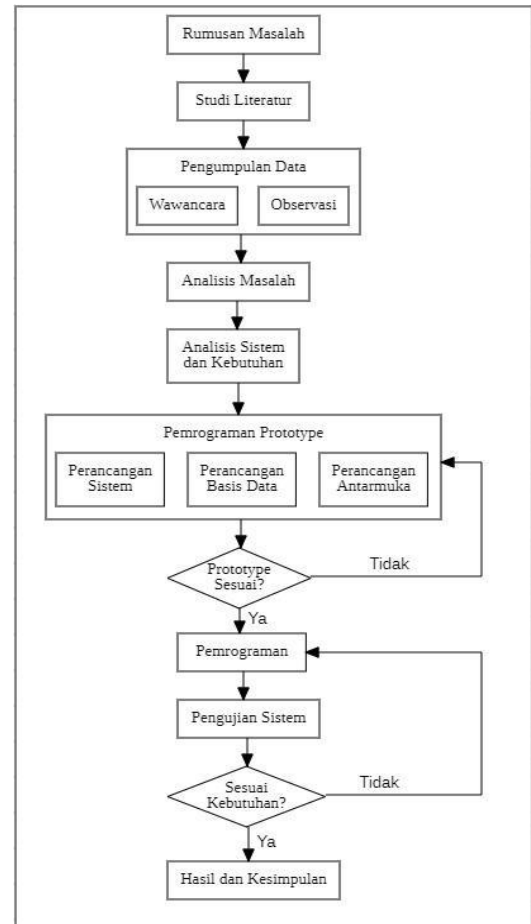 Rumusan Masalah
Studi Literatur
Pengumpulan Data
Wawancara
Observasi
Analisis Masalah
Analisis Sistem
dan Kebutuhan
Pemrograman Prototype
Perancangan
Sistem
Perancangan
Basis Data
Perancangan
Antarmuka
Prototype
Sesuai?
Tidak
Ya
Pemrograman
Pengujian Sistem
Sesuai
Kebutuhan?
Tidak
Ya
Hasil dan Kesimpulan